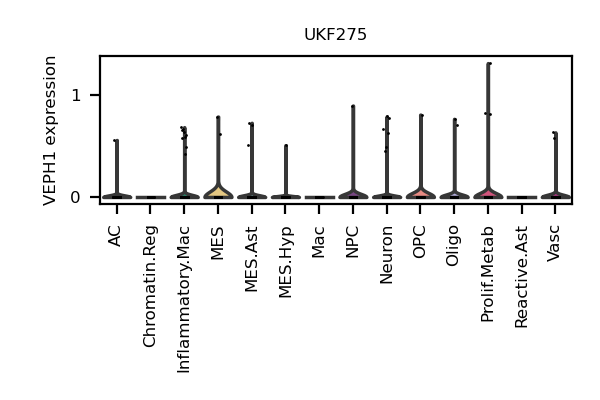 UKF275
VEPH1 expression
1
0
AC
Chromatin.Reg
Inflammatory.Mac
MES
MES.Ast
MES.Hyp
Mac
NPC
Neuron
OPC
Oligo
Prolif.Metab
Reactive.Ast
Vasc